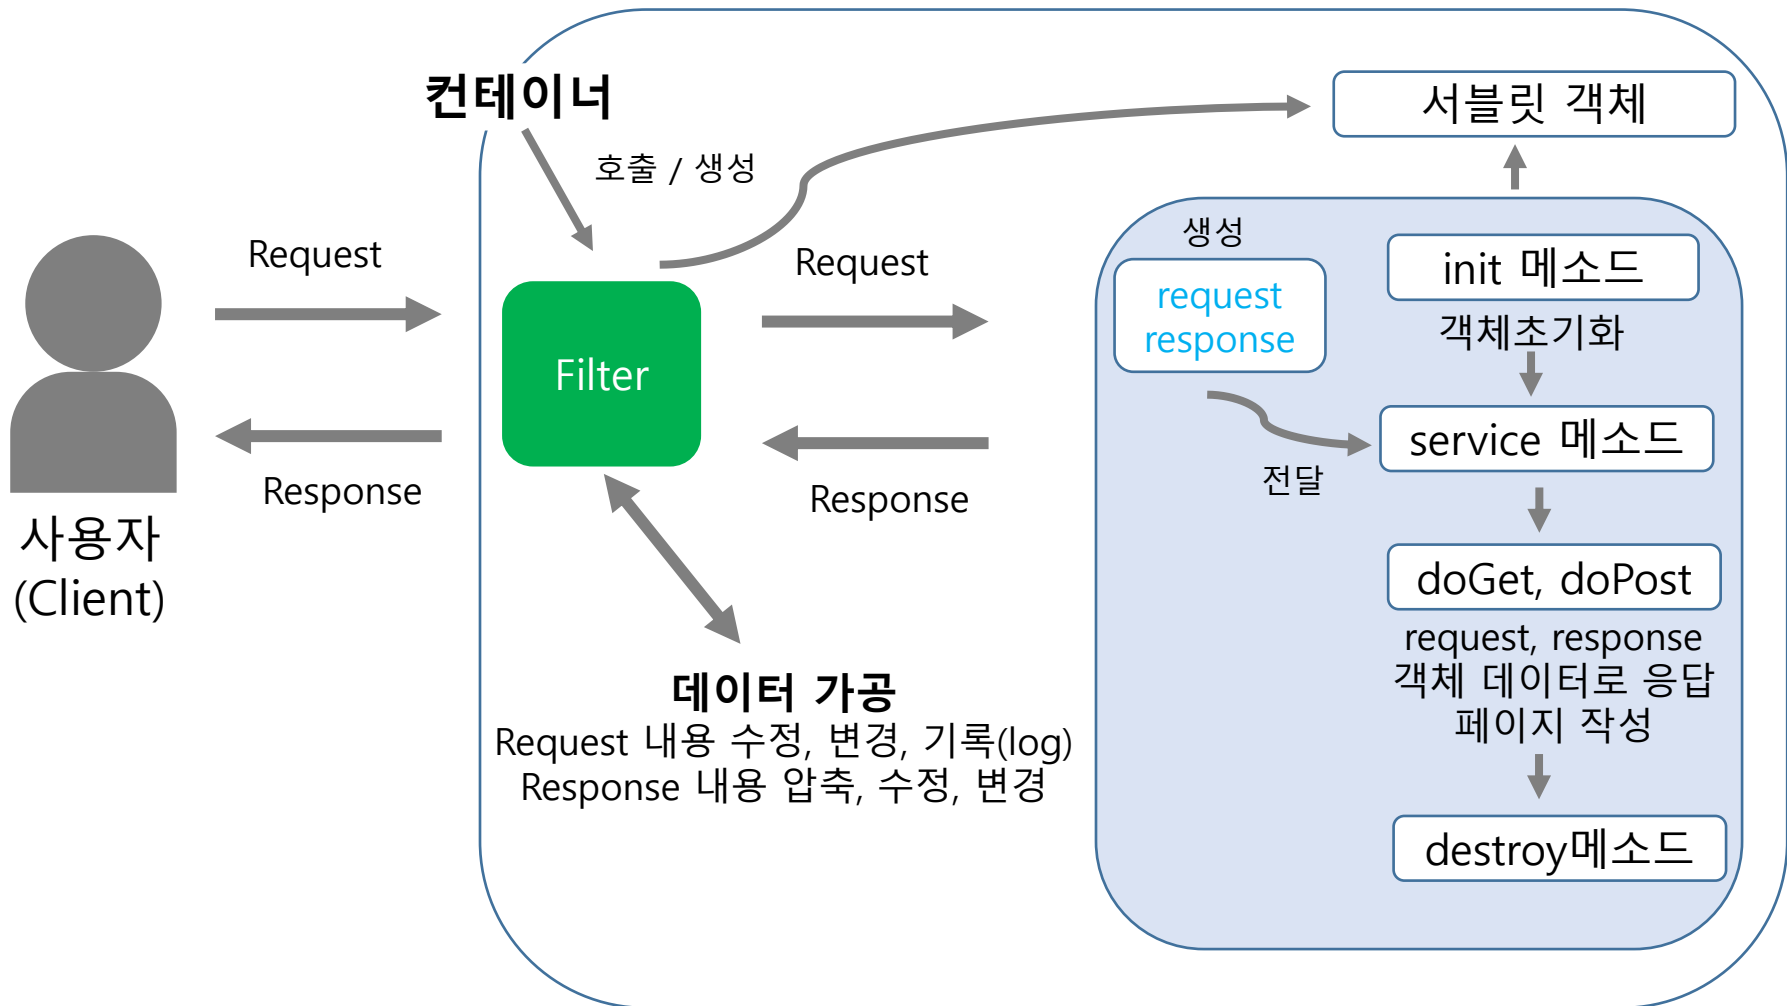 컨테이너
호출 / 생성
서블릿 객체
Request
Request
생성
request
response
init 메소드
객체초기화
Filter
service 메소드
전달
Response
Response
사용자
(Client)
doGet, doPost
request, response
객체 데이터로 응답
페이지 작성
데이터 가공
Request 내용 수정, 변경, 기록(log)
Response 내용 압축, 수정, 변경
destroy메소드